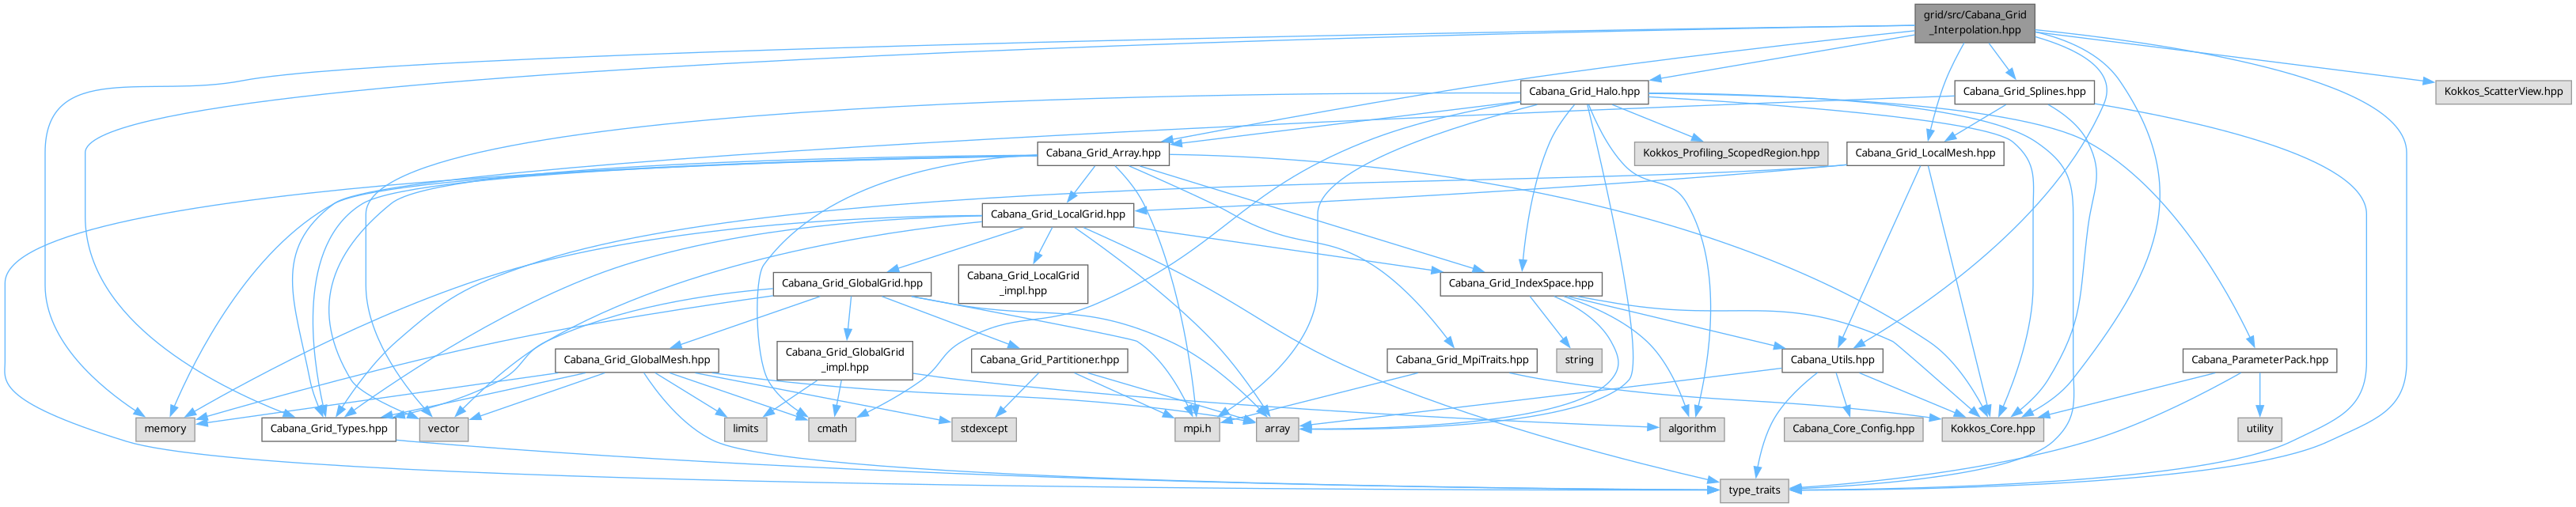 grid/src/Cabana_Grid
_Interpolation.hpp
Cabana_Grid_Halo.hpp
Cabana_Grid_Splines.hpp
Kokkos_ScatterView.hpp
Cabana_Grid_Array.hpp
Kokkos_Profiling_ScopedRegion.hpp
Cabana_Grid_LocalMesh.hpp
Cabana_Grid_LocalGrid.hpp
Cabana_Grid_GlobalGrid.hpp
Cabana_Grid_LocalGrid
_impl.hpp
Cabana_Grid_IndexSpace.hpp
Cabana_Grid_GlobalMesh.hpp
Cabana_Grid_GlobalGrid
_impl.hpp
Cabana_Grid_Partitioner.hpp
Cabana_Grid_MpiTraits.hpp
string
Cabana_Utils.hpp
Cabana_ParameterPack.hpp
memory
Cabana_Grid_Types.hpp
vector
limits
cmath
stdexcept
mpi.h
array
algorithm
Cabana_Core_Config.hpp
Kokkos_Core.hpp
utility
type_traits